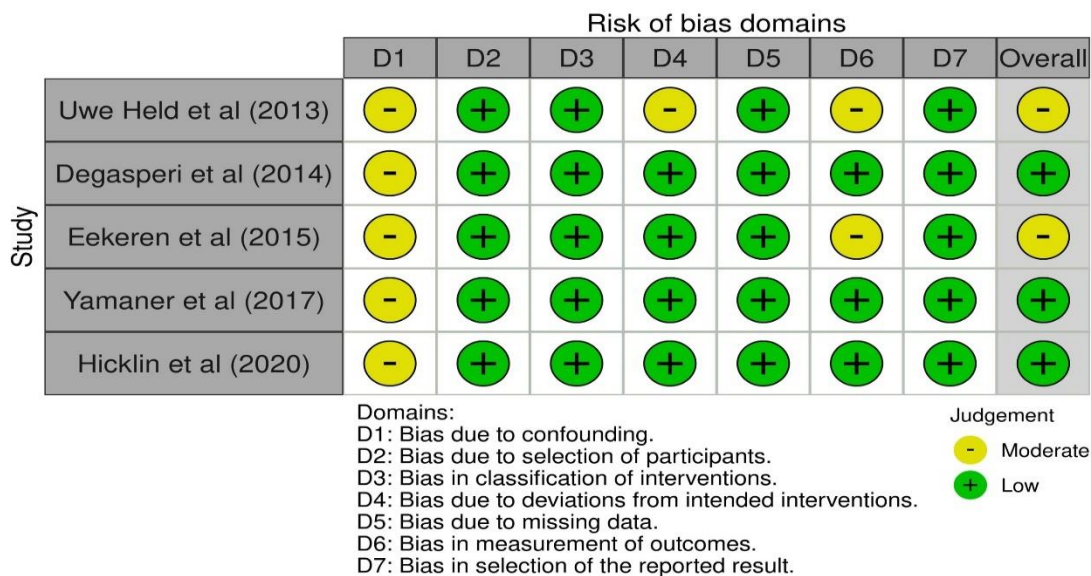 Risk of bias domains
D1 D2 D3 D4 D5 D6 D7 Overall
Study
Uwe Held et al (2013) - + + - + - + -
Degasperi et al (2014) - + + + + + + +
Eekeren et al (2015) - + + + + - + -
Yamaner et al (2017) - + + + + + + +
Hicklin et al (2020) - + + + + + + +
Domains:
D1: Bias due to confounding.
D2: Bias due to selection of participants.
D3: Bias in classification of interventions.
D4: Bias due to deviations from intended interventions.
D5: Bias due to missing data.
D6: Bias in measurement of outcomes.
D7: Bias in selection of the reported result.
Judgement
- Moderate
+ Low